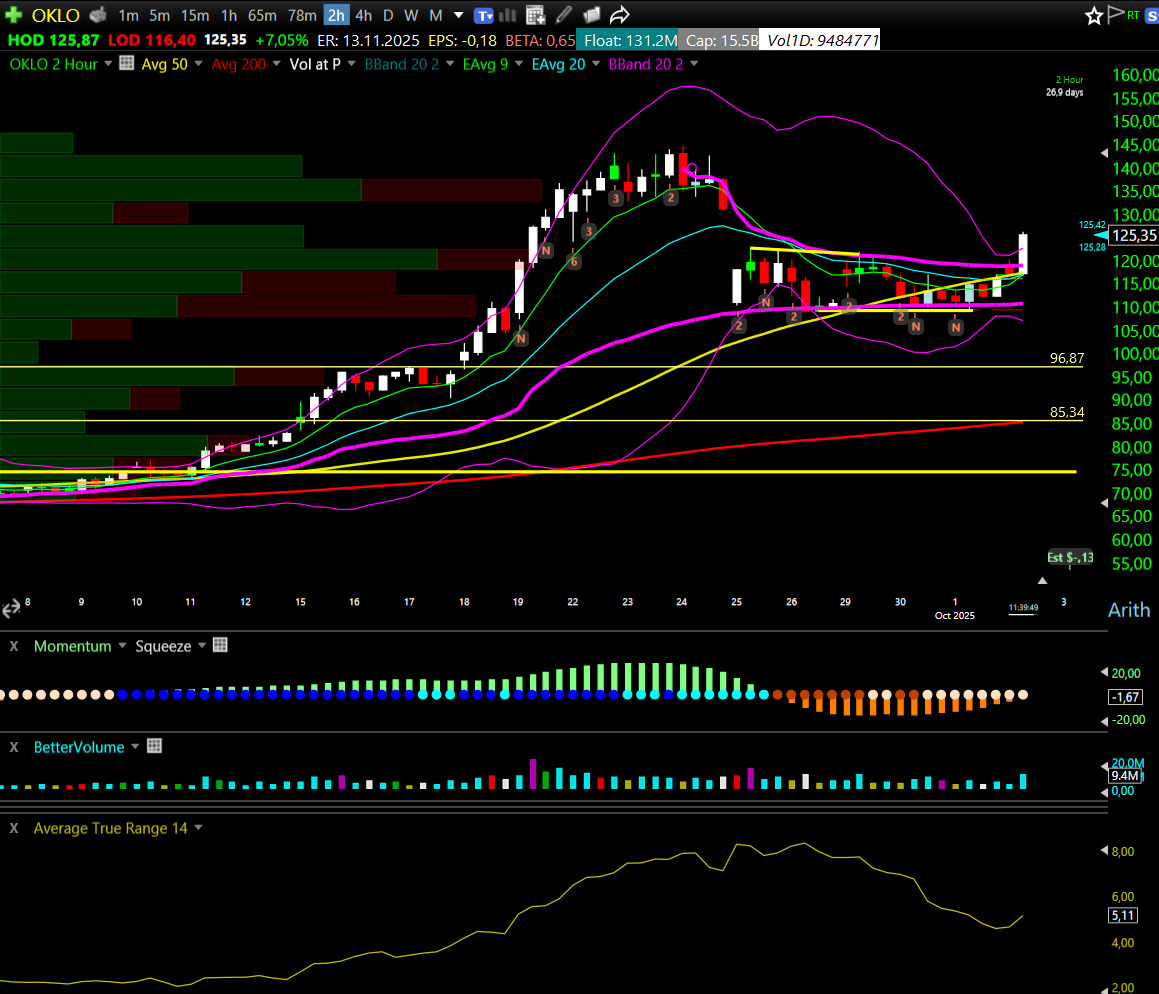 OKLO 1m 5m 15m 1h 65m 78m 2h 4h D W M T RT S
HOD 125,87 LOD 116,40 125,35 +7,05% ER: 13.11.2025 EPS: -0,18 BETA: 0,65 Float: 131.2M Cap: 15.5B Vol1D: 9484771
OKLO 2 Hour Avg 50 Avg 200 Vol at P BBand 20 2 EAvg 9 EAvg 20 BBand 20 2
2 Hour
26,9 days
160,00
155,00
150,00
145,00
140,00
135,00
130,00
125,42
125,35
125,28
120,00
115,00
110,00
105,00
100,00
96,87
95,00
90,00
85,34
85,00
80,00
75,00
70,00
65,00
60,00
55,00
3 2
N 3 6
N 2 N 2 2 2 N N
Est $-,13
8 9 10 11 12 15 16 17 18 19 22 23 24 25 26 29 30 1 11:39:49 3
Oct 2025
Arith
X Momentum Squeeze
20,00
-1,67
-20,00
X BetterVolume
20.0M
9.4M
0,00
X Average True Range 14
8,00
6,00
5,11
4,00
2,00